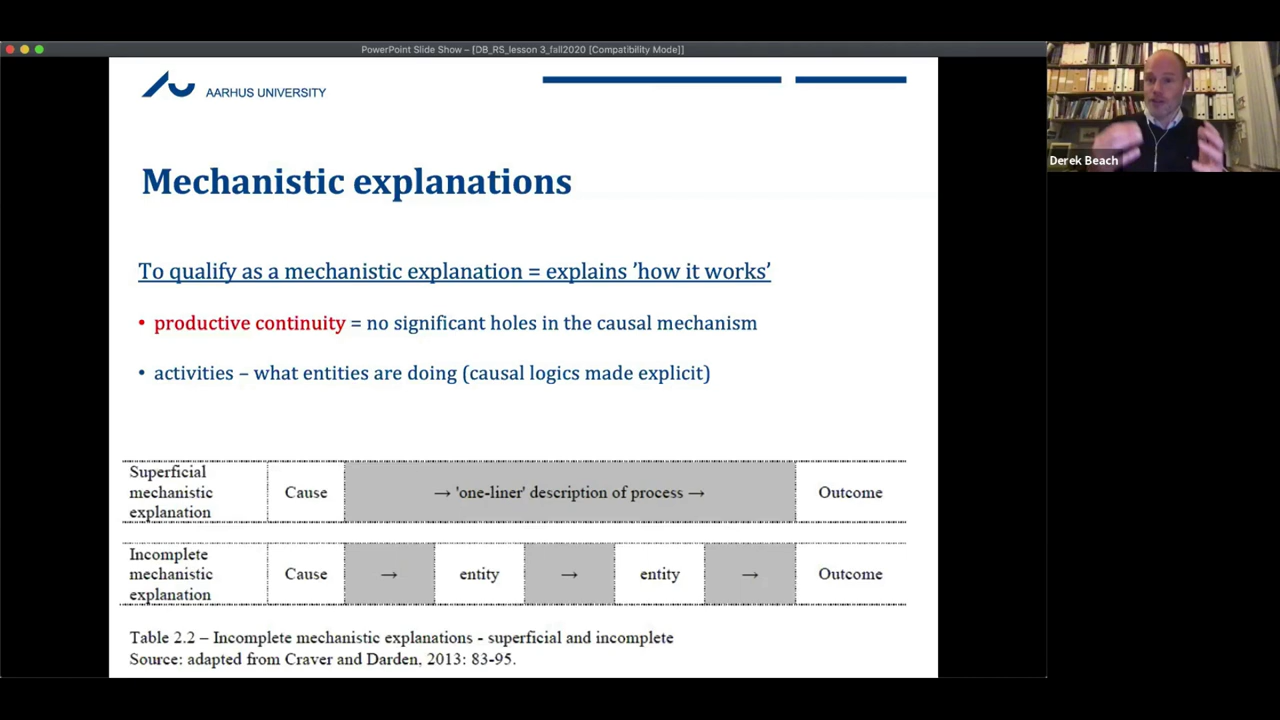 PowerPoint Slide Show – [DB_RS_lesson 3_fall2020 [Compatibility Mode]]
AARHUS UNIVERSITY
Derek Beach
Mechanistic explanations
To qualify as a mechanistic explanation = explains ’how it works’
• productive continuity = no significant holes in the causal mechanism
• activities – what entities are doing (causal logics made explicit)
Superficial mechanistic explanation Cause → 'one-liner' description of process → Outcome
Incomplete mechanistic explanation Cause → entity → entity → Outcome
Table 2.2 – Incomplete mechanistic explanations - superficial and incomplete
Source: adapted from Craver and Darden, 2013: 83-95.